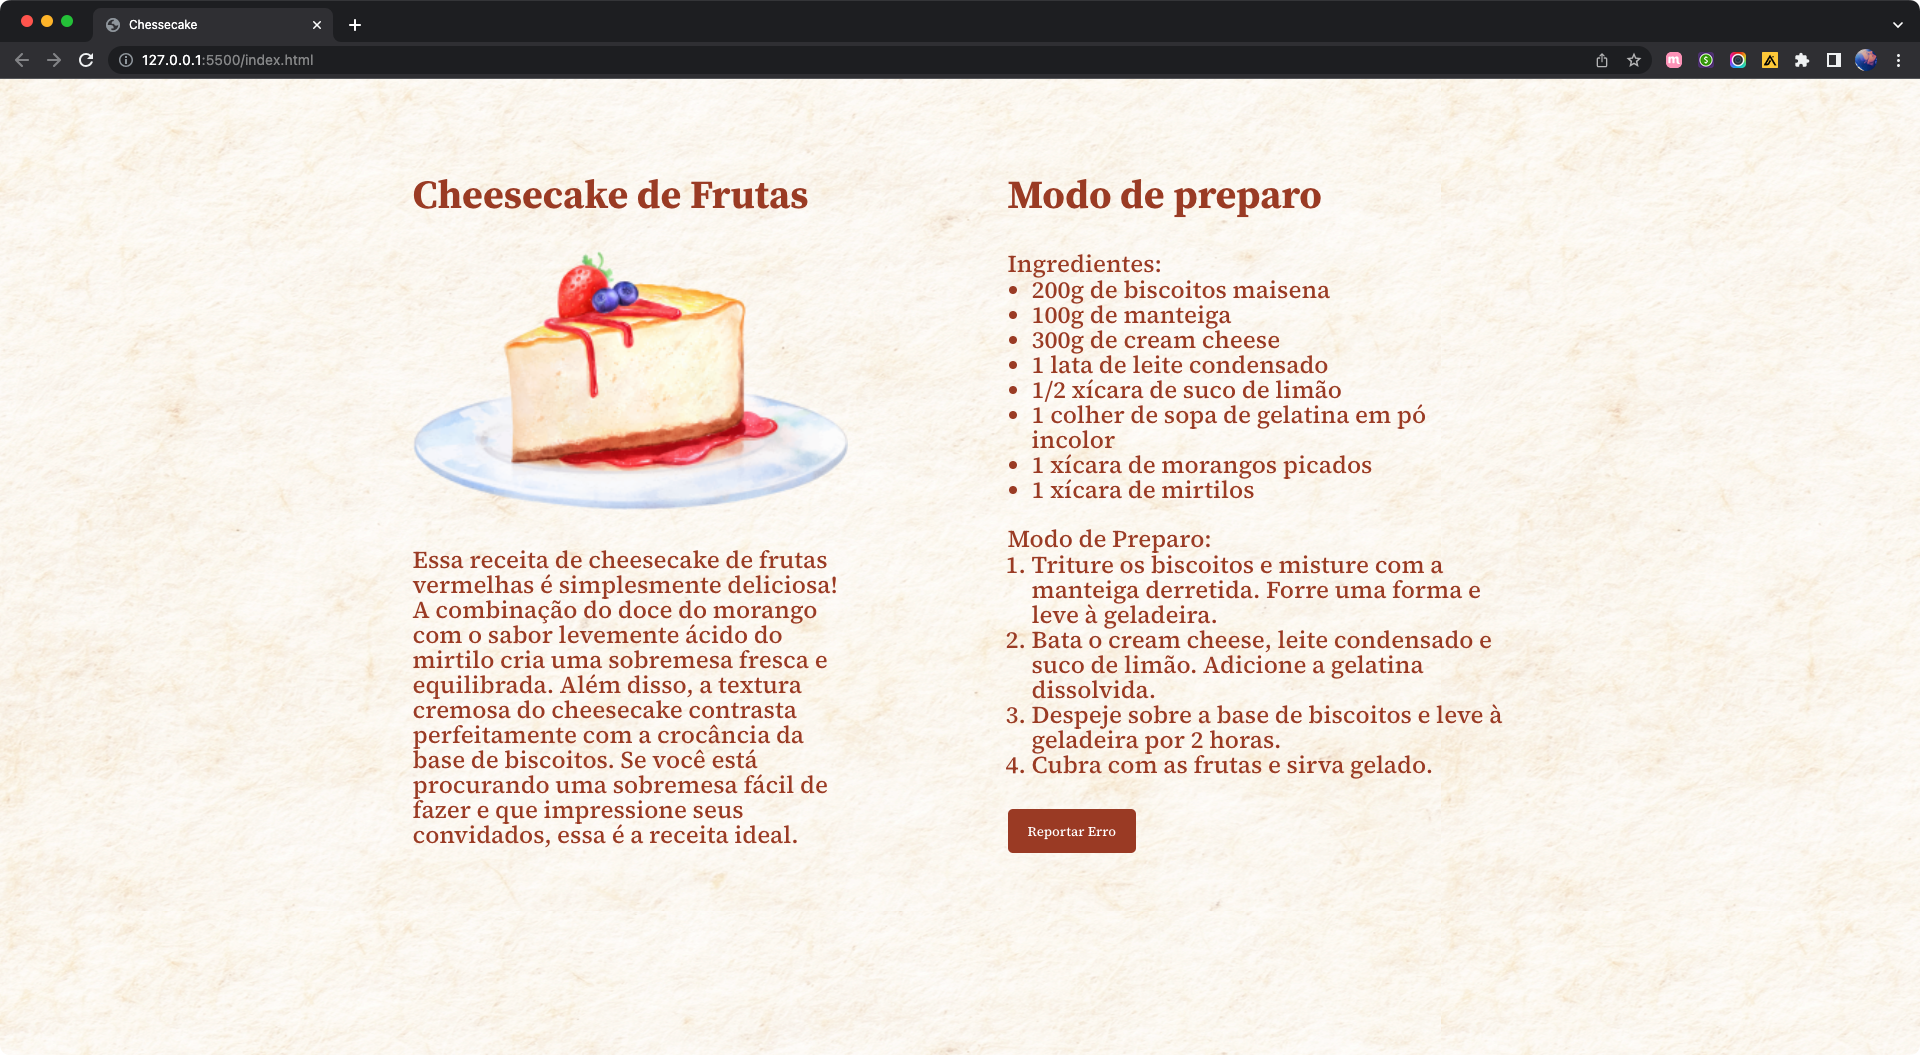 Chessecake
127.0.0.1:5500/index.html
Cheesecake de Frutas
Essa receita de cheesecake de frutas
vermelhas é simplesmente deliciosa!
A combinação do doce do morango
com o sabor levemente ácido do
mirtilo cria uma sobremesa fresca e
equilibrada. Além disso, a textura
cremosa do cheesecake contrasta
perfeitamente com a crocância da
base de biscoitos. Se você está
procurando uma sobremesa fácil de
fazer e que impressione seus
convidados, essa é a receita ideal.
Modo de preparo
Ingredientes:
• 200g de biscoitos maisena
• 100g de manteiga
• 300g de cream cheese
• 1 lata de leite condensado
• 1/2 xícara de suco de limão
• 1 colher de sopa de gelatina em pó
incolor
• 1 xícara de morangos picados
• 1 xícara de mirtilos
Modo de Preparo:
1. Triture os biscoitos e misture com a
manteiga derretida. Forre uma forma e
leve à geladeira.
2. Bata o cream cheese, leite condensado e
suco de limão. Adicione a gelatina
dissolvida.
3. Despeje sobre a base de biscoitos e leve à
geladeira por 2 horas.
4. Cubra com as frutas e sirva gelado.
Reportar Erro